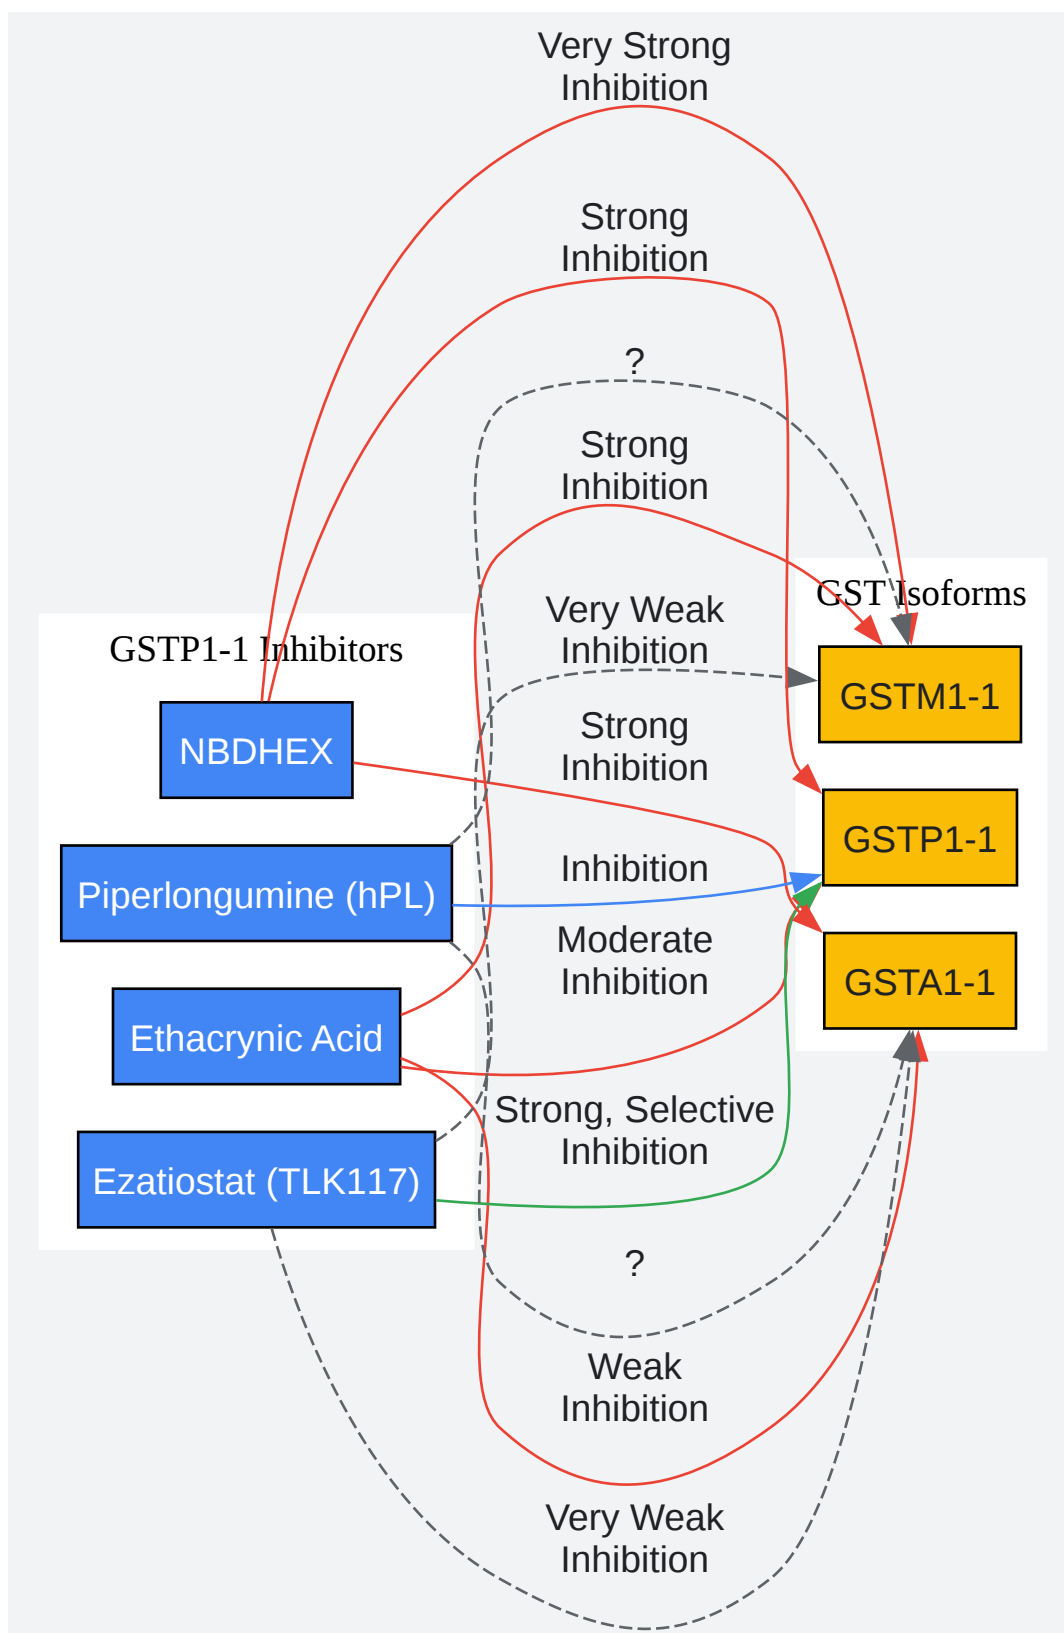 Very Strong
Inhibition
Strong
Inhibition
?
Strong
Inhibition
Very Weak
Inhibition
Strong
Inhibition
Inhibition
Moderate
Inhibition
Strong, Selective
Inhibition
?
Weak
Inhibition
Very Weak
Inhibition
GSTP1-1 Inhibitors
NBDHEX
Piperlongumine (hPL)
Ethacrynic Acid
Ezatiostat (TLK117)
GST Isoforms
GSTM1-1
GSTP1-1
GSTA1-1